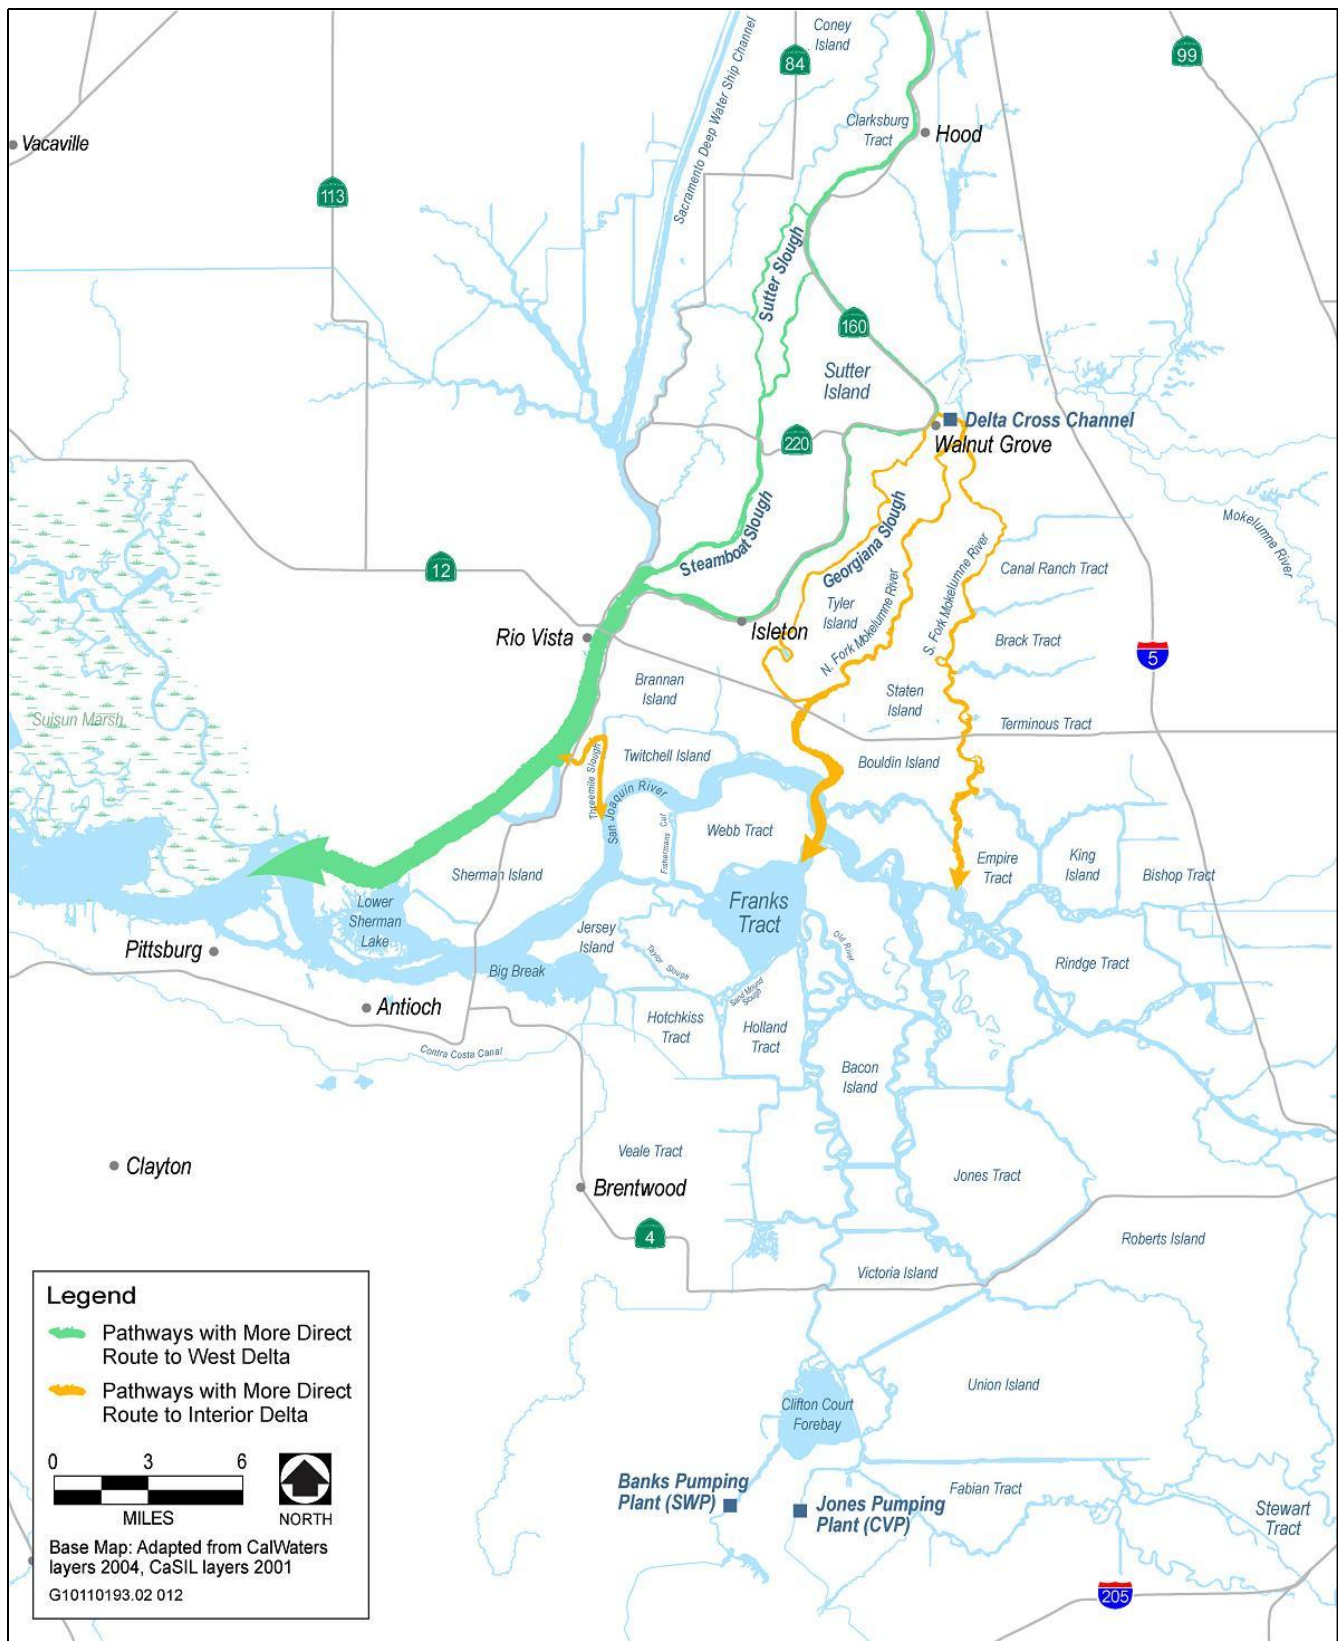 Coney
Island
84
99
Sacramento Deep Water Ship Channel
Clarksburg
Tract
Hood
Vacaville
113
Sutter Slough
160
Sutter
Island
Delta Cross Channel
Walnut Grove
220
Mokelumne
River
Steamboat Slough
Georgiana Slough
12
Canal Ranch Tract
Tyler
Island
N. Fork Mokelumne River
S. Fork Mokelumne River
Isleton
Rio Vista
Brack Tract
5
Brannan
Island
Staten
Island
Suisun Marsh
Terminous Tract
Threemile Slough
Twitchell Island
Bouldin Island
San Joaquin River
Fishermans Cut
Webb Tract
Empire
Tract
King
Island
Bishop Tract
Sherman Island
Lower
Sherman
Lake
Franks
Tract
Jersey
Island
Old River
Pittsburg
Taylor Slough
Big Break
Sand Mound
Slough
Rindge Tract
Antioch
Hotchkiss
Tract
Holland
Tract
Contra Costa Canal
Bacon
Island
Clayton
Veale Tract
Jones Tract
Brentwood
4
Roberts Island
Victoria Island
Legend
Pathways with More Direct
Route to West Delta
Pathways with More Direct
Route to Interior Delta
0 3 6
MILES
NORTH
Base Map: Adapted from CalWaters
layers 2004, CaSIL layers 2001
G10110193.02 012
Union Island
Clifton Court
Forebay
Banks Pumping
Plant (SWP)
Jones Pumping
Plant (CVP)
Fabian Tract
Stewart
Tract
205